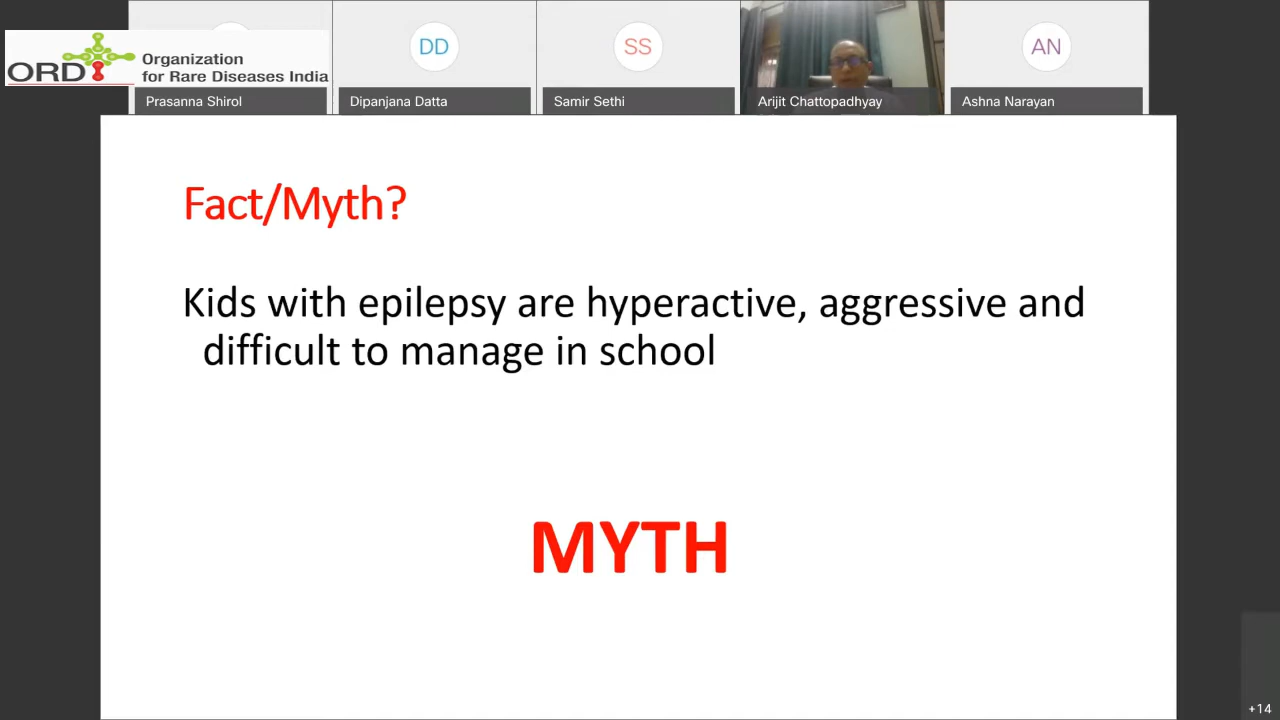 ORDI
Organization
for Rare Diseases India
DD
SS
AN
Prasanna Shirol
Dipanjana Datta
Samir Sethi
Arijit Chattopadhyay
Ashna Narayan
Fact/Myth?
Kids with epilepsy are hyperactive, aggressive and
difficult to manage in school
MYTH
+14